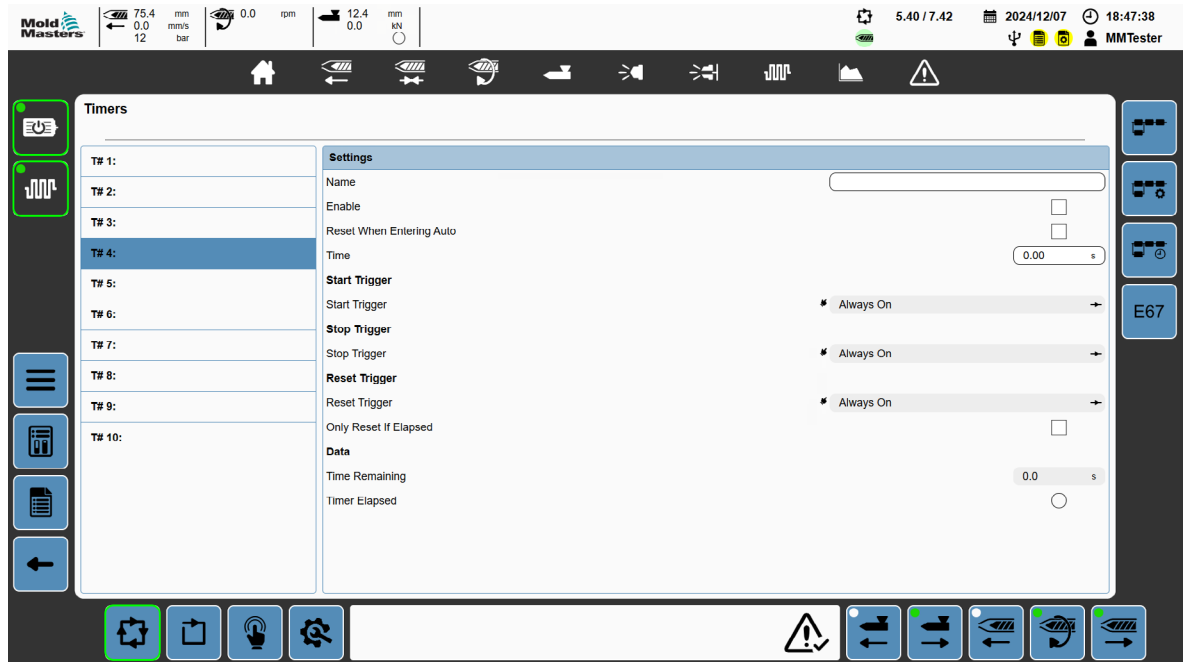 Mold
Masters
75.4 mm
0.0 mm/s
12 bar
0.0 rpm
12.4 mm
0.0 kN
5.40 / 7.42
2024/12/07
18:47:38
MMTester
Timers
T# 1:
T# 2:
T# 3:
T# 4:
T# 5:
T# 6:
T# 7:
T# 8:
T# 9:
T# 10:
Settings
Name
Enable
Reset When Entering Auto
Time 0.00 s
Start Trigger
Start Trigger Always On
Stop Trigger
Stop Trigger Always On
Reset Trigger
Reset Trigger Always On
Only Reset If Elapsed
Data
Time Remaining 0.0 s
Timer Elapsed
E67